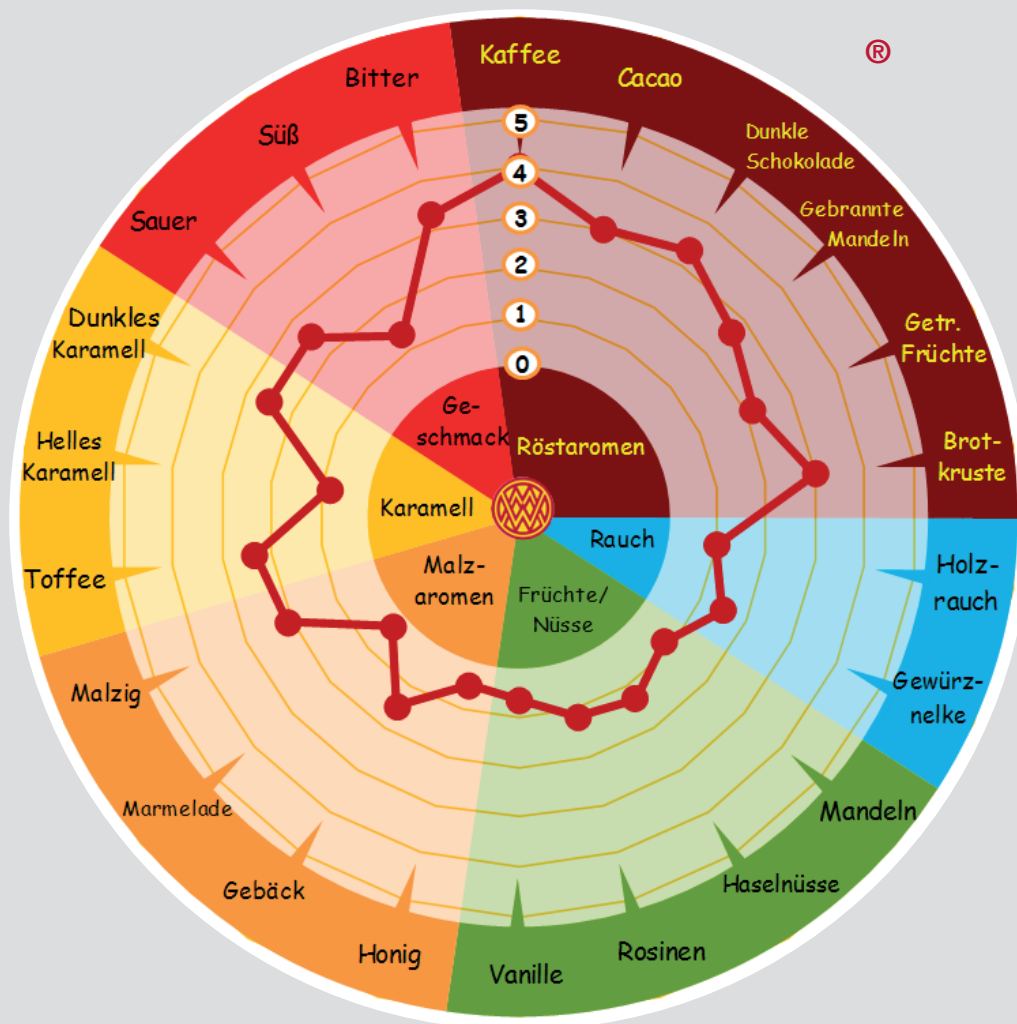 ®
Kaffee
Cacao
Dunkle
Schokolade
Gebrannte
Mandeln
Getr.
Früchte
Brot-
kruste
Holz-
rauch
Gewürz-
nelke
Mandeln
Haselnüsse
Rosinen
Vanille
Honig
Gebäck
Marmelade
Malzig
Toffee
Helles
Karamell
Dunkles
Karamell
Sauer
Süß
Bitter
5
4
3
2
1
0
Röstaromen
Rauch
Früchte/
Nüsse
Malz-
aromen
Karamell
Ge-
schmack